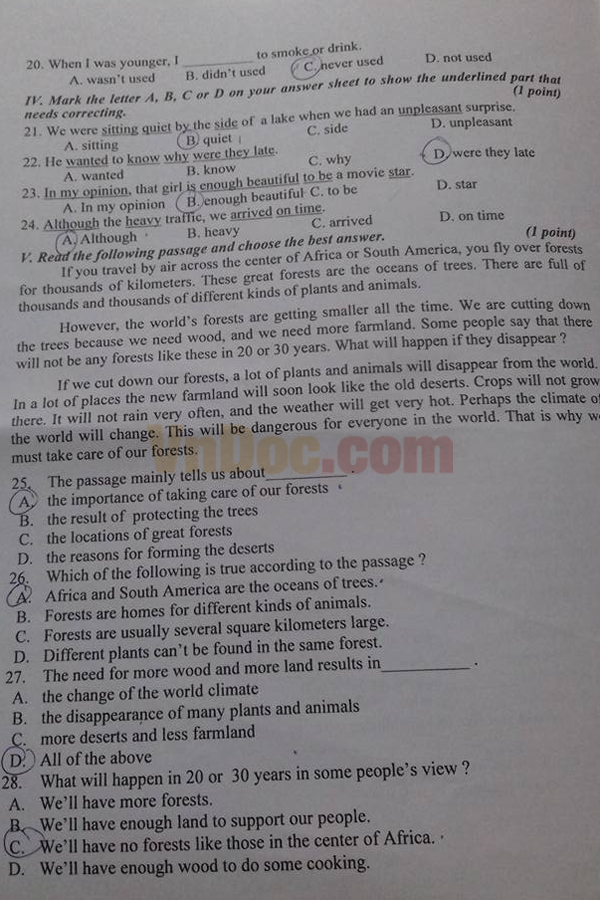 20. When I was younger, I __________ to smoke or drink.
A. wasn't used B. didn't used C. never used D. not used
IV. Mark the letter A, B, C or D on your answer sheet to show the underlined part that
needs correcting. (1 point)
21. We were sitting quiet by the side of a lake when we had an unpleasant surprise.
A. sitting B. quiet C. side D. unpleasant
22. He wanted to know why were they late.
A. wanted B. know C. why D. were they late
23. In my opinion, that girl is enough beautiful to be a movie star.
A. In my opinion B. enough beautiful C. to be D. star
24. Although the heavy traffic, we arrived on time.
A. Although B. heavy C. arrived D. on time
V. Read the following passage and choose the best answer. (1 point)
If you travel by air across the center of Africa or South America, you fly over forests
for thousands of kilometers. These great forests are the oceans of trees. There are full of
thousands and thousands of different kinds of plants and animals.
However, the world's forests are getting smaller all the time. We are cutting down
the trees because we need wood, and we need more farmland. Some people say that there
will not be any forests like these in 20 or 30 years. What will happen if they disappear ?
If we cut down our forests, a lot of plants and animals will disappear from the world.
In a lot of places the new farmland will soon look like the old deserts. Crops will not grow
there. It will not rain very often, and the weather will get very hot. Perhaps the climate of
the world will change. This will be dangerous for everyone in the world. That is why we
must take care of our forests.
VnDoc.com
25. The passage mainly tells us about__________ .
A. the importance of taking care of our forests
B. the result of protecting the trees
C. the locations of great forests
D. the reasons for forming the deserts
26. Which of the following is true according to the passage ?
A. Africa and South America are the oceans of trees.
B. Forests are homes for different kinds of animals.
C. Forests are usually several square kilometers large.
D. Different plants can't be found in the same forest.
27. The need for more wood and more land results in__________ .
A. the change of the world climate
B. the disappearance of many plants and animals
C. more deserts and less farmland
D. All of the above
28. What will happen in 20 or 30 years in some people's view ?
A. We'll have more forests.
B. We'll have enough land to support our people.
C. We'll have no forests like those in the center of Africa.
D. We'll have enough wood to do some cooking.